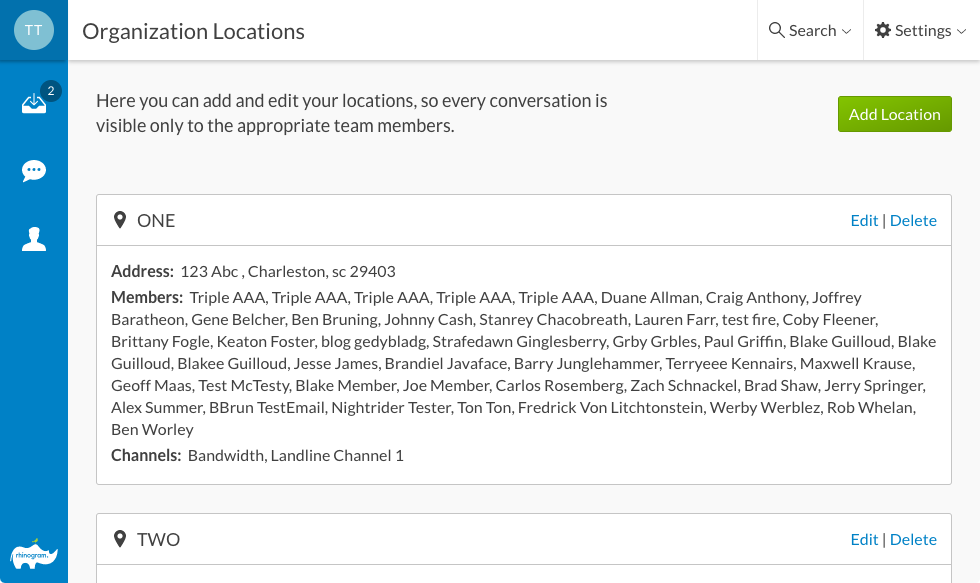 TT
Organization Locations
Search
Settings
2
Here you can add and edit your locations, so every conversation is
visible only to the appropriate team members.
Add Location
ONE
Edit | Delete
Address: 123 Abc , Charleston, sc 29403
Members: Triple AAA, Triple AAA, Triple AAA, Triple AAA, Triple AAA, Duane Allman, Craig Anthony, Joffrey
Baratheon, Gene Belcher, Ben Bruning, Johnny Cash, Stanrey Chacobreath, Lauren Farr, test fire, Coby Fleener,
Brittany Fogle, Keaton Foster, blog gedybladg, Strafedawn Ginglesberry, Grby Grbles, Paul Griffin, Blake Guilloud, Blake
Guilloud, Blakee Guilloud, Jesse James, Brandiel Javaface, Barry Junglehammer, Terryeee Kennairs, Maxwell Krause,
Geoff Maas, Test McTesty, Blake Member, Joe Member, Carlos Rosemberg, Zach Schnackel, Brad Shaw, Jerry Springer,
Alex Summer, BBrun TestEmail, Nightrider Tester, Ton Ton, Fredrick Von Litchtonstein, Werby Werblez, Rob Whelan,
Ben Worley
Channels: Bandwidth, Landline Channel 1
TWO
Edit | Delete
rhinogram.